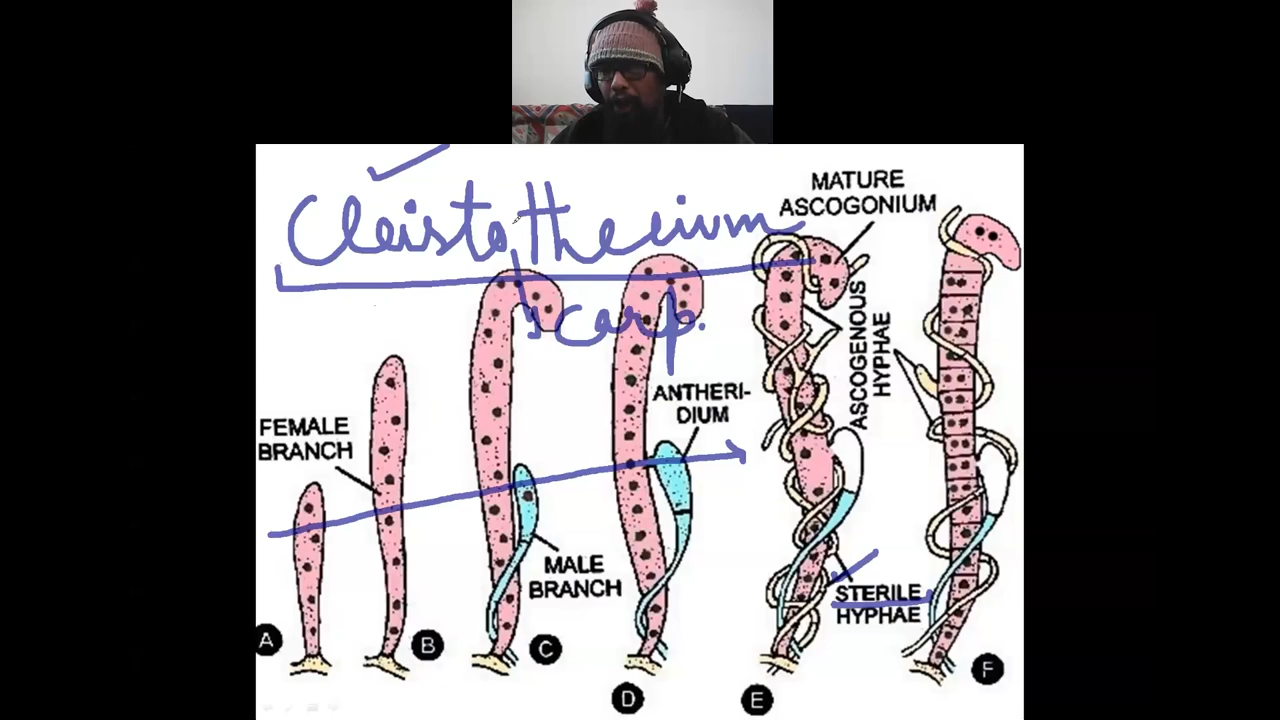 Cleistothecium
carp.
MATURE
ASCOGONIUM
ASCOGENOUS
HYPHAE
ANTHERI-
DIUM
FEMALE
BRANCH
MALE
BRANCH
STERILE
HYPHAE
A
B
C
D
E
F